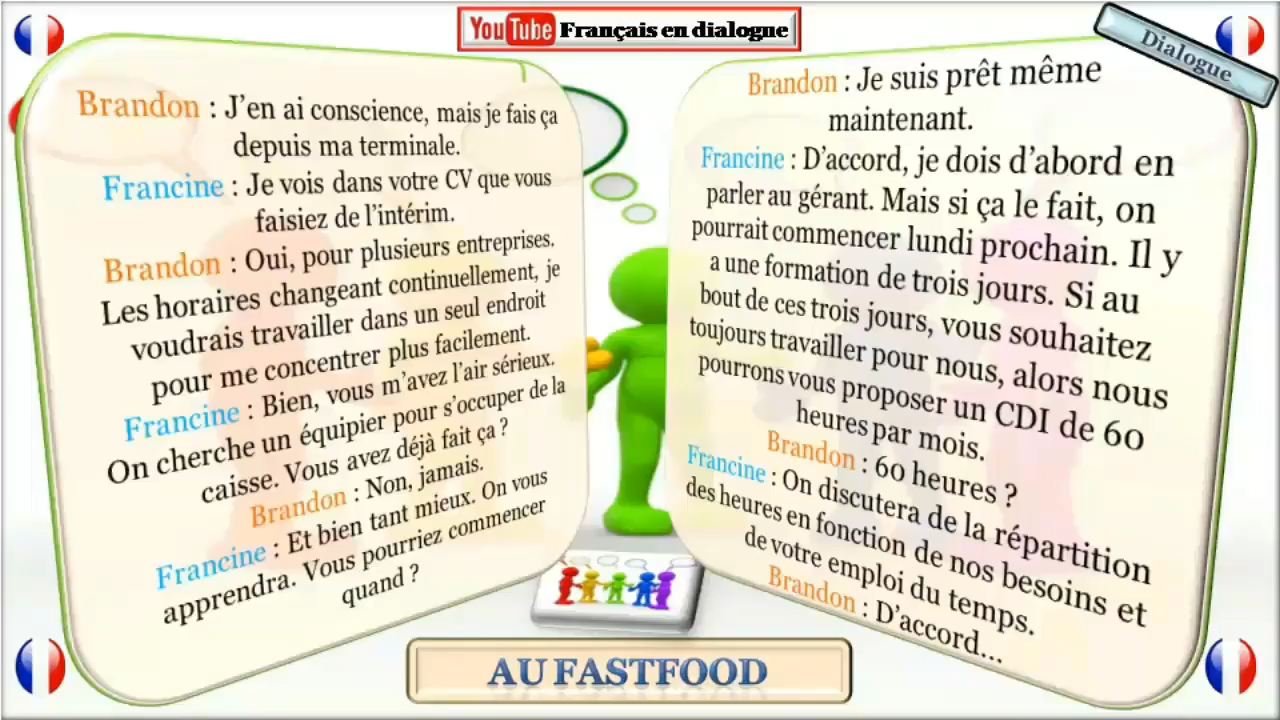 YouTube Français en dialogue
Dialogue
Brandon : J'en ai conscience, mais je fais ça
depuis ma terminale.
Francine : Je vois dans votre CV que vous
faisiez de l'intérim.
Brandon : Oui, pour plusieurs entreprises.
Les horaires changeant continuellement, je
voudrais travailler dans un seul endroit
pour me concentrer plus facilement.
Francine : Bien, vous m'avez l'air sérieux.
On cherche un équipier pour s'occuper de la
caisse. Vous avez déjà fait ça ?
Brandon : Non, jamais.
Francine : Et bien tant mieux. On vous
apprendra. Vous pourriez commencer
quand ?
Brandon : Je suis prêt même
maintenant.
Francine : D'accord, je dois d'abord en
parler au gérant. Mais si ça le fait, on
pourrait commencer lundi prochain. Il y
a une formation de trois jours. Si au
bout de ces trois jours, vous souhaitez
toujours travailler pour nous, alors nous
pourrons vous proposer un CDI de 60
heures par mois.
Brandon : 60 heures ?
Francine : On discutera de la répartition
des heures en fonction de nos besoins et
de votre emploi du temps.
Brandon : D'accord...
AU FASTFOOD